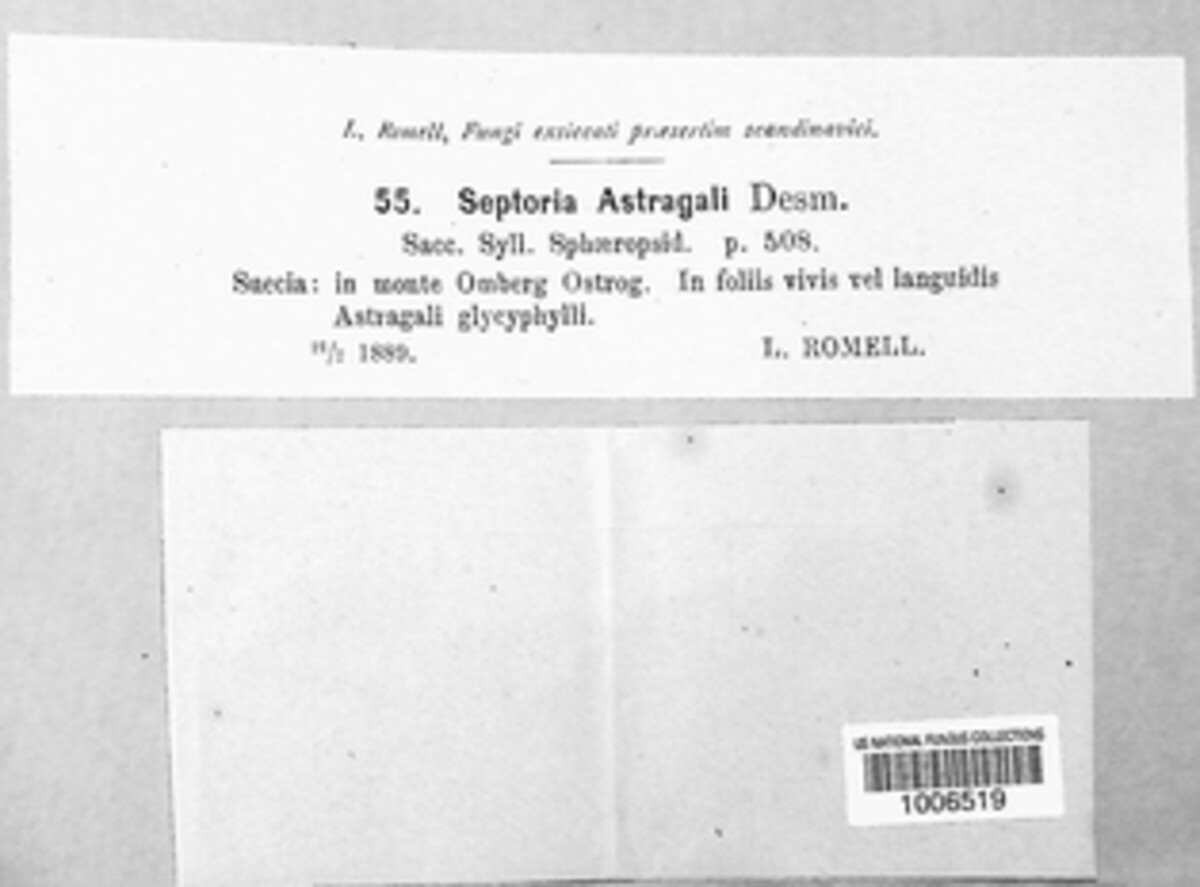 L. Romell, Fungi exsiccati præsertim scandinavici.
55. Septoria Astragali Desm.
Sacc. Syll. Sphæropsid. p. 508.
Suecia: in monte Omberg Ostrog. In foliis vivis vel languidis
Astragali glycyphylli.
1889. L. ROMELL.
US NATIONAL FUNGUS COLLECTIONS
1006519